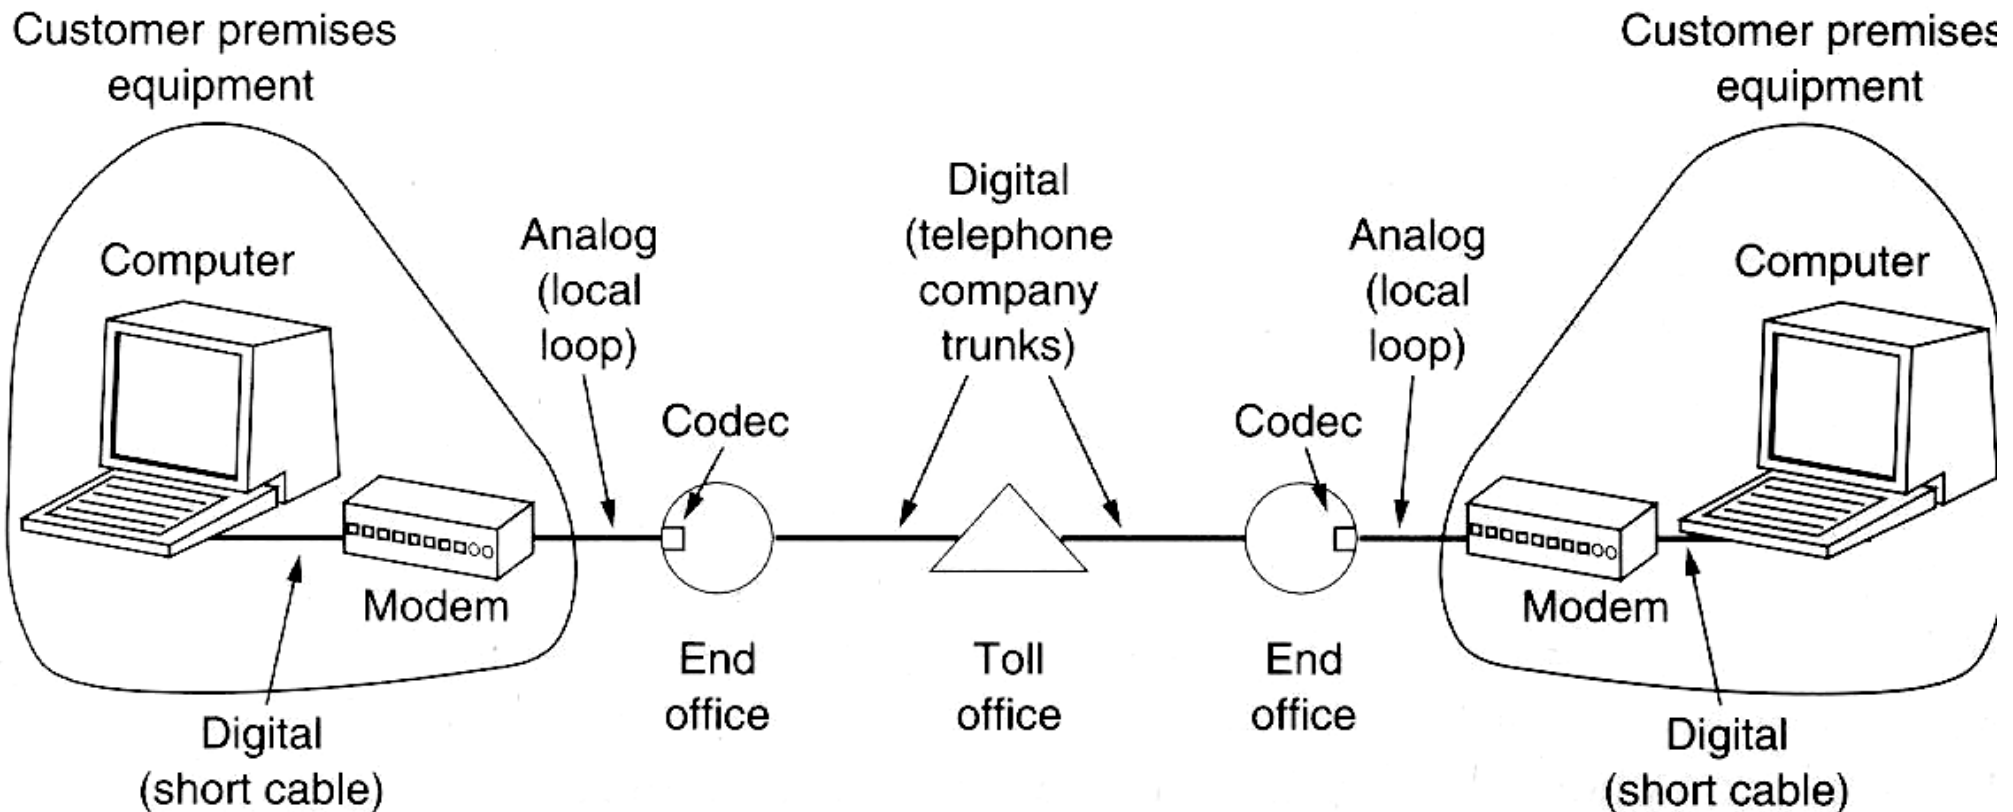 Customer premises
equipment
Customer premises
equipment
Digital
(telephone
company
trunks)
Analog
(local
loop)
Analog
(local
loop)
Computer
Computer
Codec
Codec
Modem
Modem
End
office
Toll
office
End
office
Digital
(short cable)
Digital
(short cable)